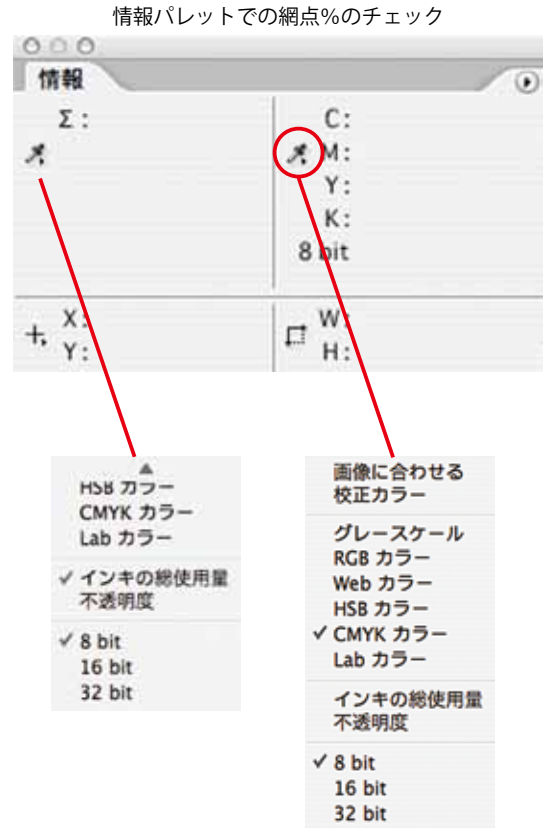 情報パレットでの網点%のチェック
情報
Σ :
C :
M :
Y :
K :
8 bit
X :
Y :
W :
H :
HSB カラー
CMYK カラー
Lab カラー
✓ インキの総使用量
不透明度
✓ 8 bit
16 bit
32 bit
画像に合わせる
校正カラー
グレースケール
RGB カラー
Web カラー
HSB カラー
✓ CMYK カラー
Lab カラー
インキの総使用量
不透明度
✓ 8 bit
16 bit
32 bit